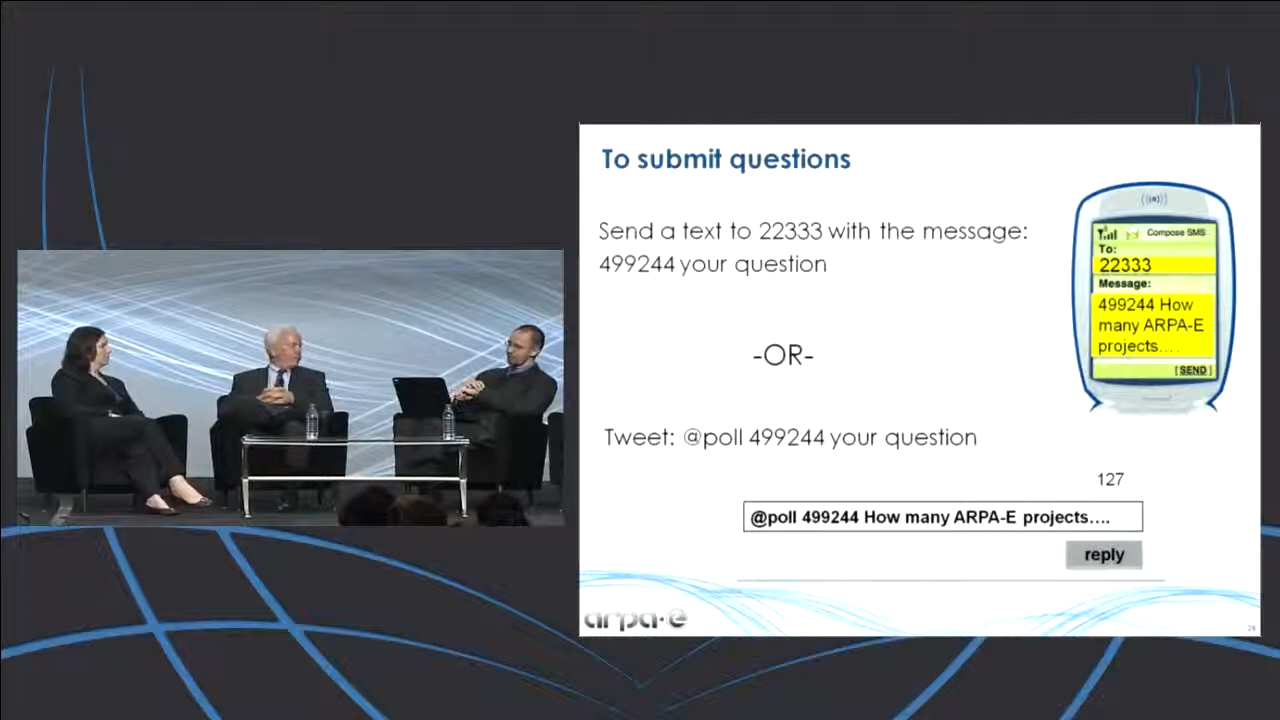 To submit questions
Send a text to 22333 with the message:
499244 your question
-OR-
Tweet: @poll 499244 your question
127
@poll 499244 How many ARPA-E projects....
reply
Compose SMS
To:
22333
Message:
499244 How
many ARPA-E
projects....
[SEND]
arpa·e
26